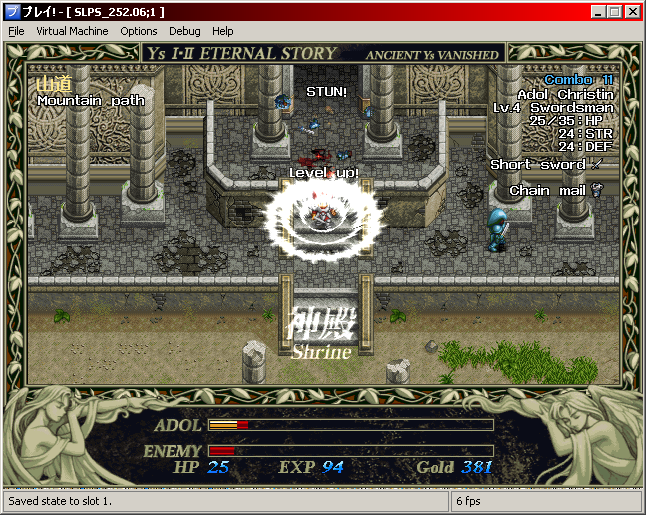 プレイ! - [ SLPS_252.06;1 ]
File Virtual Machine Options Debug Help
Ys I·II ETERNAL STORY
ANCIENT Ys VANISHED
山道
Mountain path
STUN!
Combo 11
Adol Christin
Lv.4 Swordsman
25/35:HP
24:STR
24:DEF
Short sword
Chain mail
Level up!
神殿
Shrine
ADOL
ENEMY
HP 25 EXP 94 Gold 381
Saved state to slot 1.
6 fps